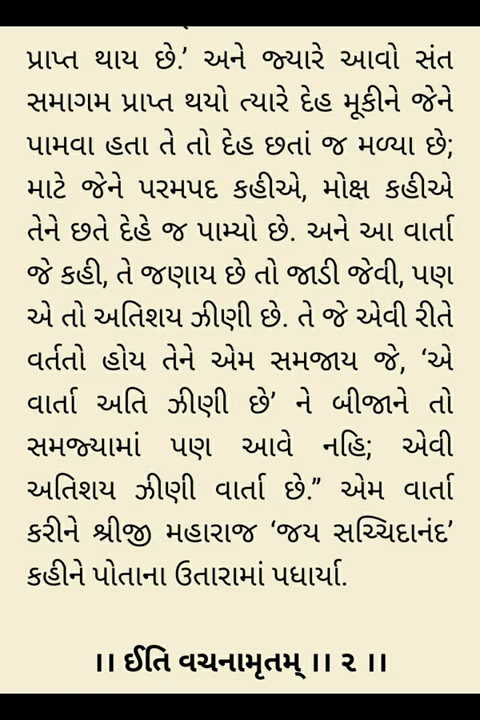 પ્રાપ્ત થાય છે.’ અને જ્યારે આવો સંત
સમાગમ પ્રાપ્ત થયો ત્યારે દેહ મૂકીને જેને
પામવા હતા તે તો દેહ છતાં જ મળ્યા છે;
માટે જેને પરમપદ કહીએ, મોક્ષ કહીએ
તેને છતે દેહે જ પામ્યો છે. અને આ વાર્તા
જે કહી, તે જણાય છે તો જાડી જેવી, પણ
એ તો અતિશય ઝીણી છે. તે જે એવી રીતે
વર્તતો હોય તેને એમ સમજાય જે, ‘એ
વાર્તા અતિ ઝીણી છે’ ને બીજાને તો
સમજ્યામાં પણ આવે નહિ; એવી
અતિશય ઝીણી વાર્તા છે.” એમ વાર્તા
કરીને શ્રીજી મહારાજ ‘જય સચ્ચિદાનંદ’
કહીને પોતાના ઉતારામાં પધાર્યા.
।। ઈતિ વચનામૃતમ્ ।। ૨ ।।